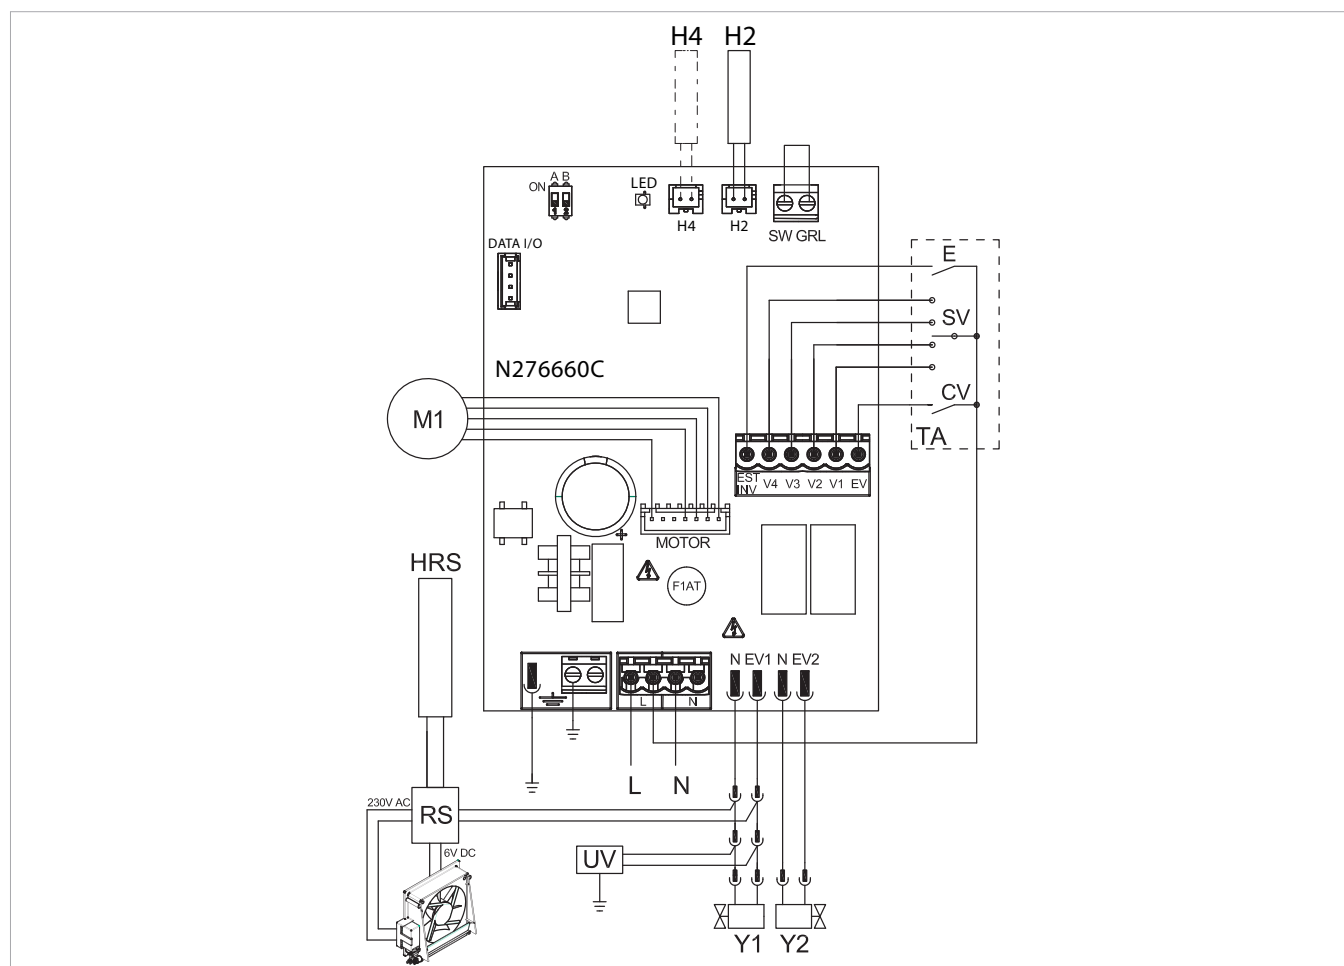 H4 H2
A B
ON
LED
H4
H2
SW GRL
DATA I/O
E
SV
N276660C
CV
M1
TA
EST INV V4 V3 V2 V1 EV
MOTOR
HRS
F1AT
N EV1 N EV2
L N
L N
230V AC
RS
6V DC
UV
Y1 Y2